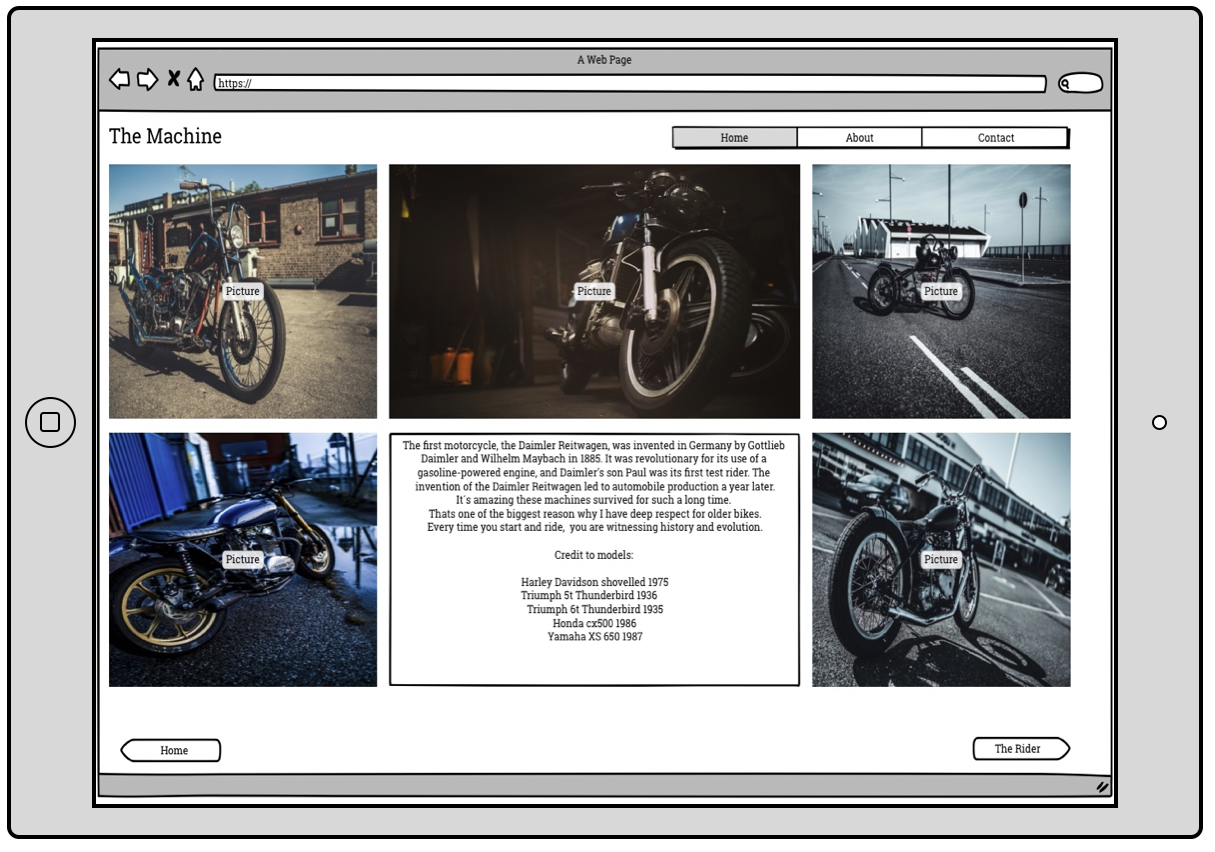 A Web Page
https://
The Machine
Home
About
Contact
Picture
Picture
Picture
Picture
The first motorcycle, the Daimler Reitwagen, was invented in Germany by Gottlieb
Daimler and Wilhelm Maybach in 1885. It was revolutionary for its use of a
gasoline-powered engine, and Daimler's son Paul was its first test rider. The
invention of the Daimler Reitwagen led to automobile production a year later.
It´s amazing these machines survived for such a long time.
Thats one of the biggest reason why I have deep respect for older bikes.
Every time you start and ride, you are witnessing history and evolution.
Credit to models:
Harley Davidson shovelled 1975
Triumph 5t Thunderbird 1936
Triumph 6t Thunderbird 1935
Honda cx500 1986
Yamaha XS 650 1987
Picture
Home
The Rider